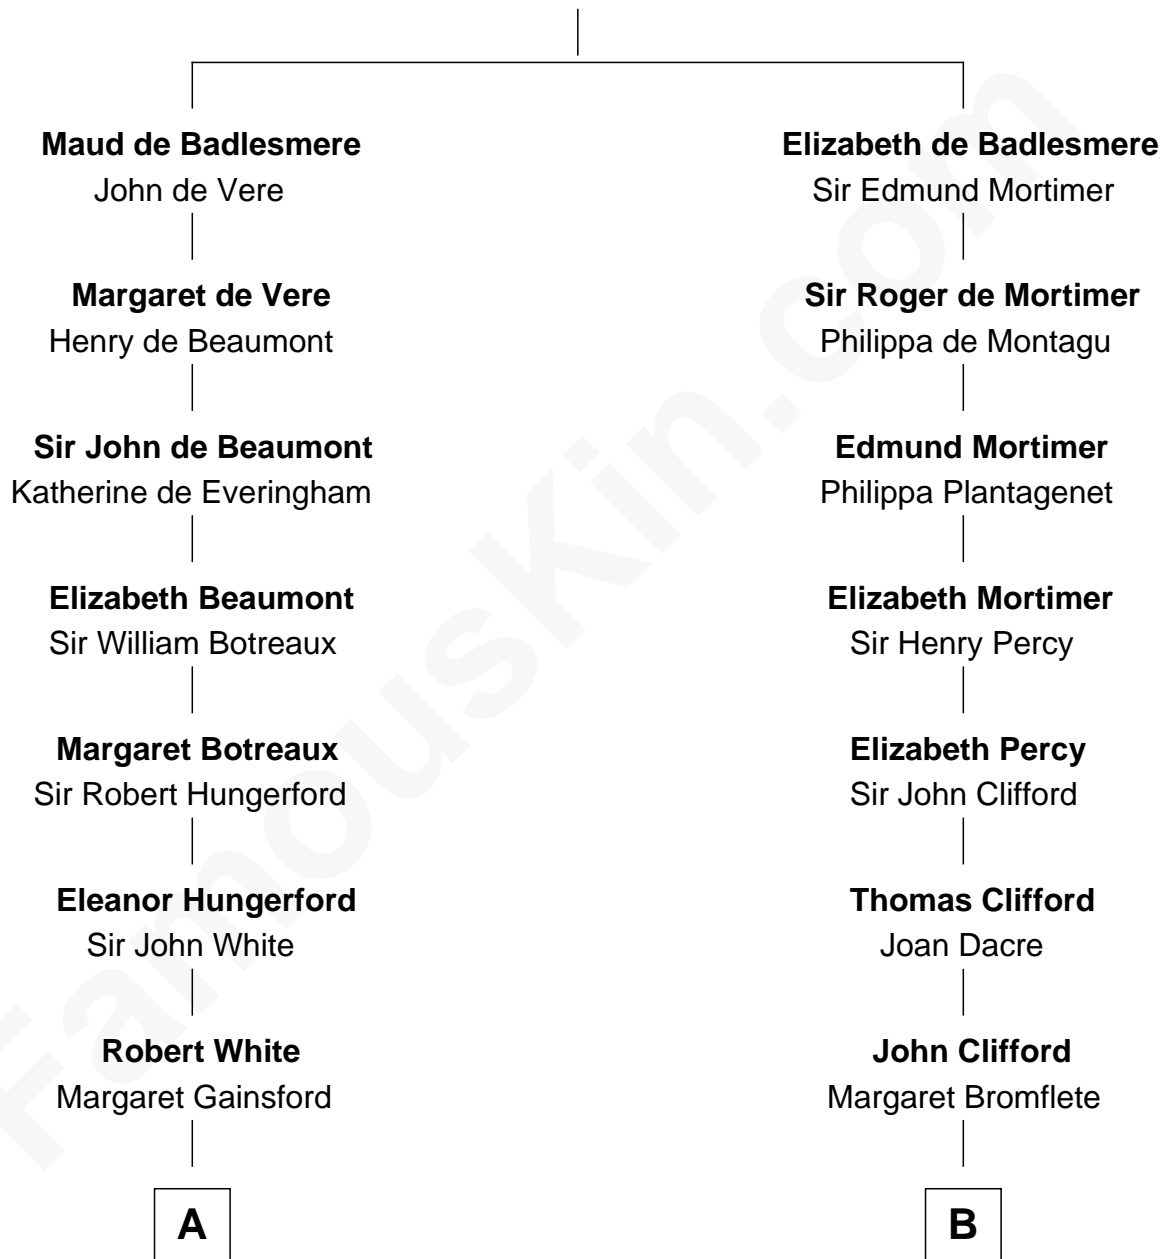 Maud de Badlesmere
John de Vere
Margaret de Vere
Henry de Beaumont
Sir John de Beaumont
Katherine de Everingham
Elizabeth Beaumont
Sir William Botreaux
Margaret Botreaux
Sir Robert Hungerford
Eleanor Hungerford
Sir John White
Robert White
Margaret Gainsford
A
Elizabeth de Badlesmere
Sir Edmund Mortimer
Sir Roger de Mortimer
Philippa de Montagu
Edmund Mortimer
Philippa Plantagenet
Elizabeth Mortimer
Sir Henry Percy
Elizabeth Percy
Sir John Clifford
Thomas Clifford
Joan Dacre
John Clifford
Margaret Bromflete
B
FamousKin.com